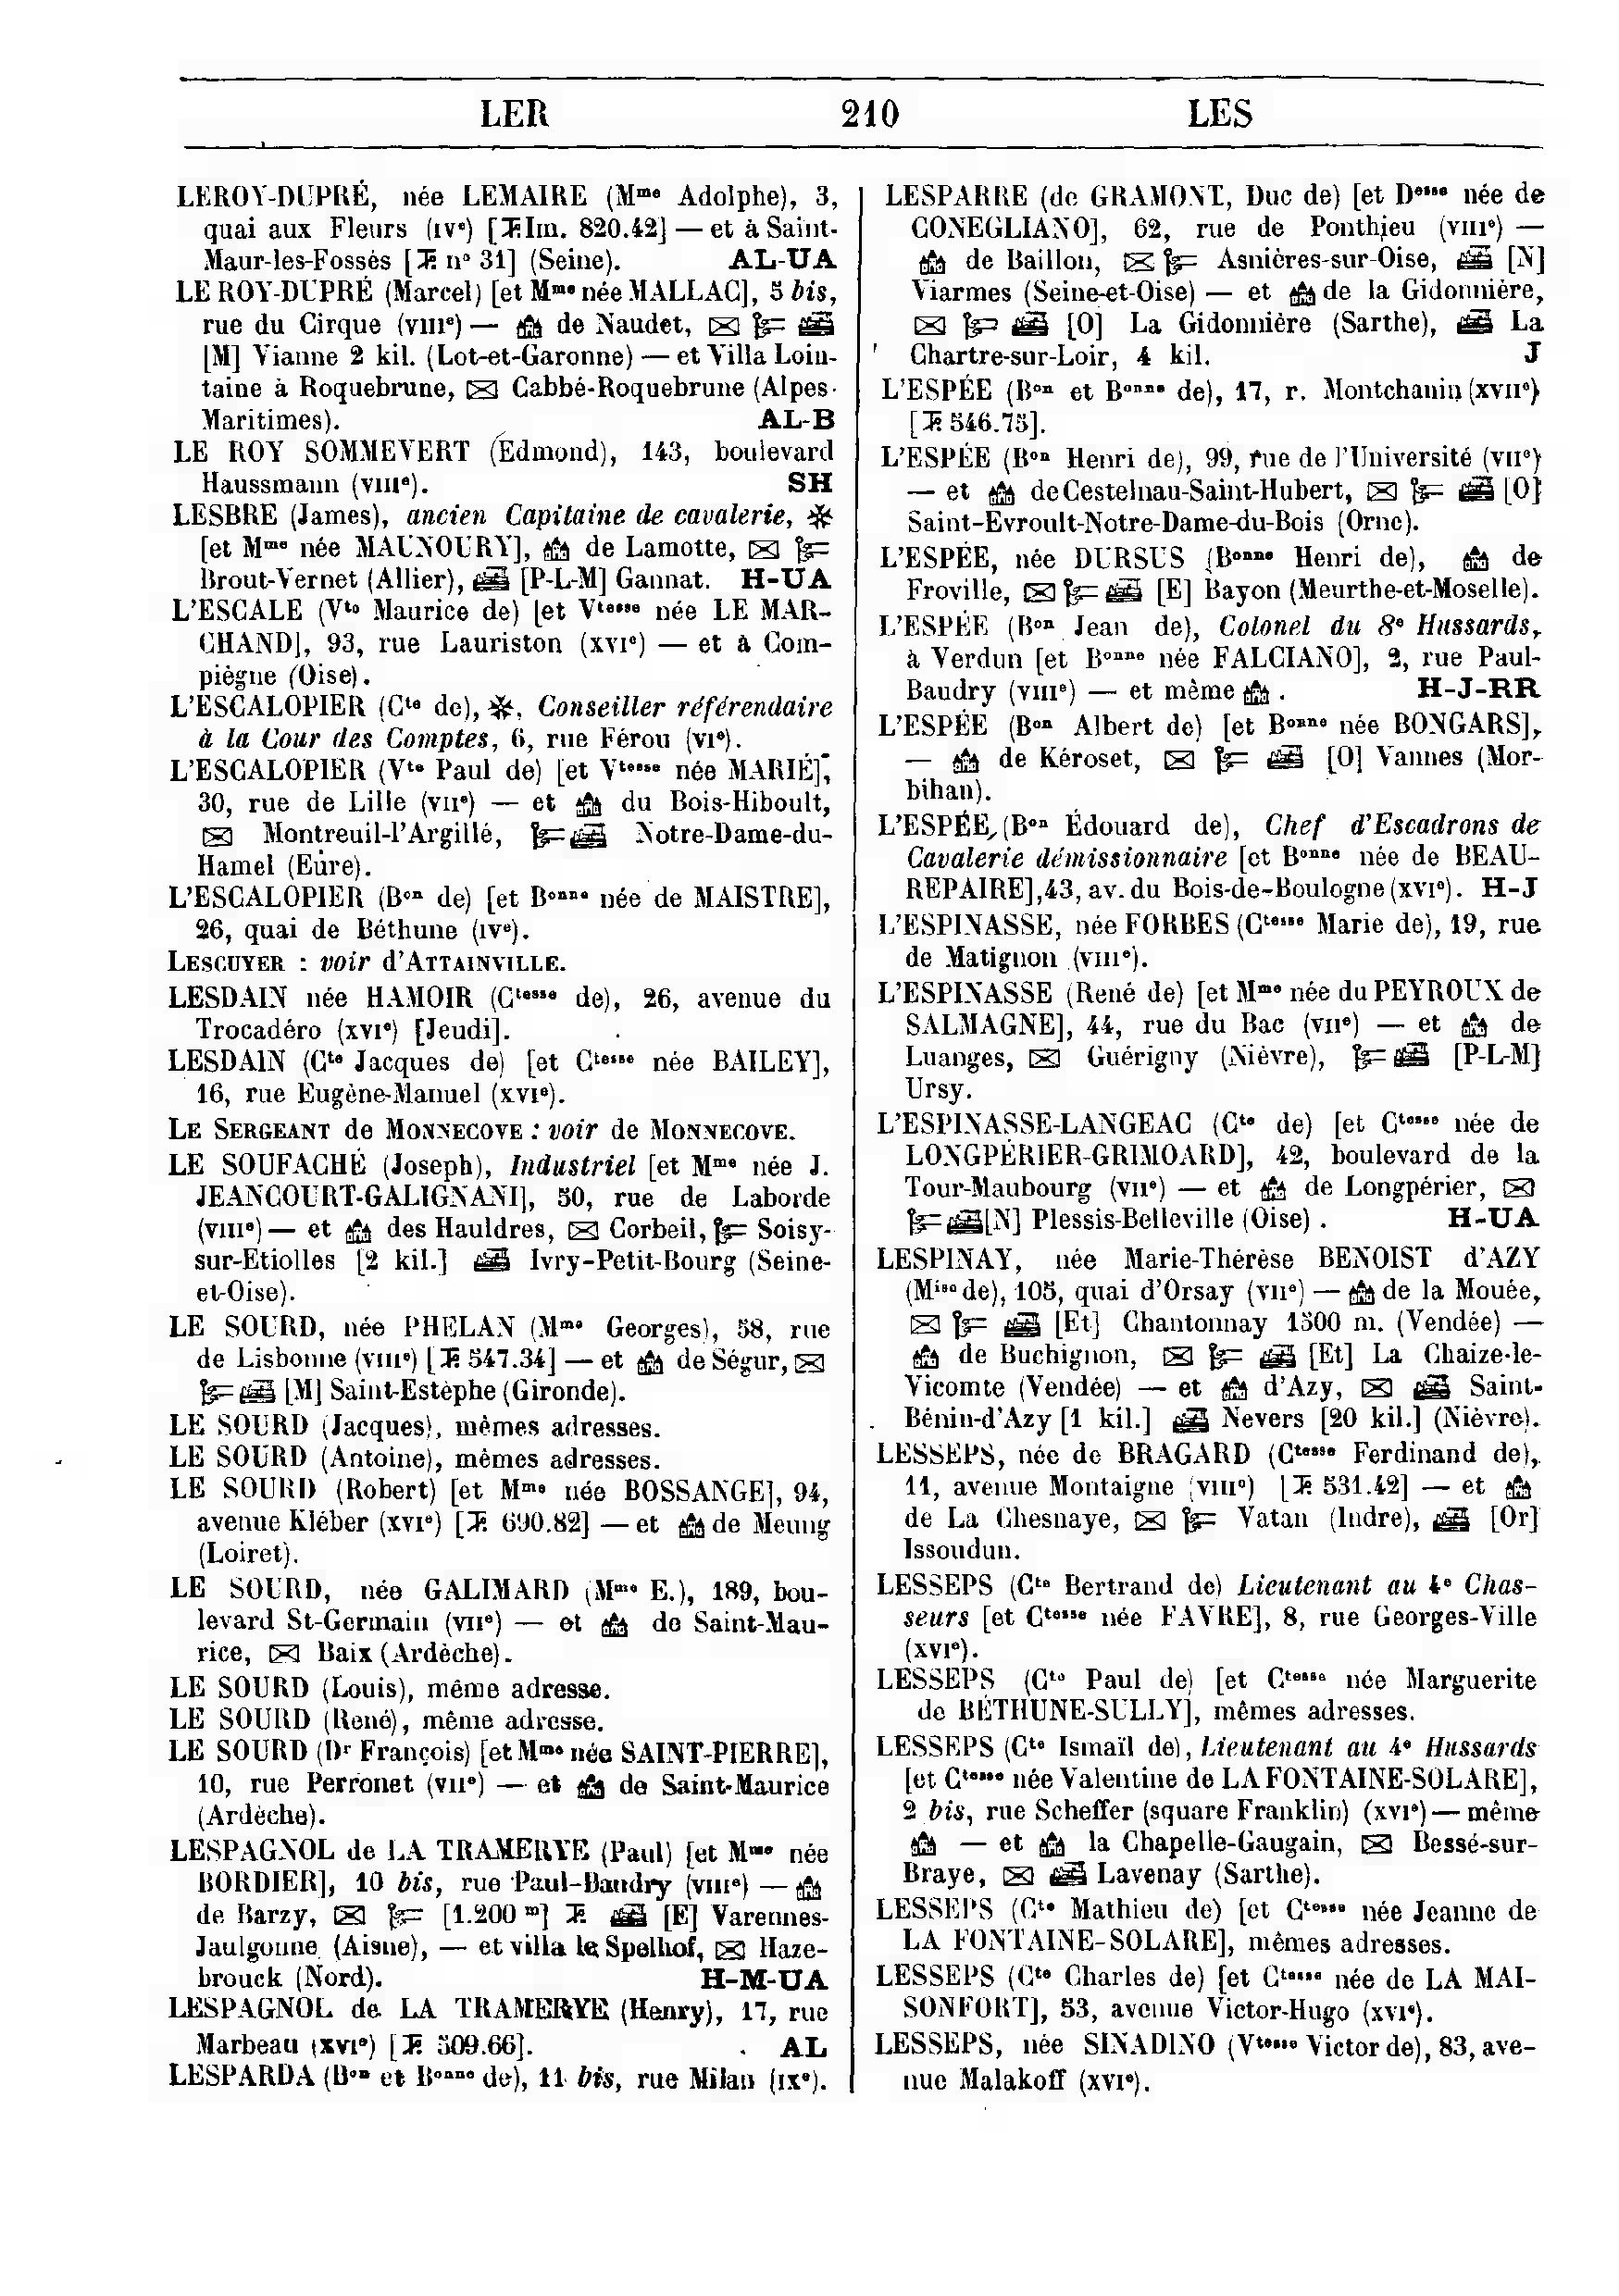 LER 210 LES
LEROY-DUPRÉ, née LEMAIRE (Mme Adolphe), 3,
quai aux Fleurs (IVe) [Im. 820.42] — et à Saint-
Maur-les-Fossés [no 31] (Seine). AL-UA
LE ROY-DUPRÉ (Marcel) [et Mme née MALLAC], 5 bis,
rue du Cirque (VIIIe) — de Naudet,
[M] Vianne 2 kil. (Lot-et-Garonne) — et Villa Loin-
taine à Roquebrune, Cabbé-Roquebrune (Alpes-
Maritimes). AL-B
LE ROY SOMMEVERT (Édmond), 143, boulevard
Haussmann (VIIIe). SH
LESBRE (James), ancien Capitaine de cavalerie, ✻
[et Mme née MAUNOURY], de Lamotte,
Brout-Vernet (Allier), [P-L-M] Gannat. H-UA
L'ESCALE (Vte Maurice de) [et Vtesse née LE MAR-
CHAND], 93, rue Lauriston (XVIe) — et à Com-
piègne (Oise).
L'ESCALOPIER (Cte de), ✻, Conseiller référendaire
à la Cour des Comptes, 6, rue Férou (VIe).
L'ESCALOPIER (Vte Paul de) [et Vtesse née MARIÉ],
30, rue de Lille (VIIe) — et du Bois-Hiboult,
Montreuil-l'Argillé, Notre-Dame-du-
Hamel (Eure).
L'ESCALOPIER (Bon de) [et Bonne née de MAISTRE],
26, quai de Béthune (IVe).
LESCUYER : voir d'ATTAINVILLE.
LESDAIN née HAMOIR (Ctesse de), 26, avenue du
Trocadéro (XVIe) [Jeudi].
LESDAIN (Cte Jacques de) [et Ctesse née BAILEY],
16, rue Eugène-Manuel (XVIe).
LE SERGEANT de MONNECOVE : voir de MONNECOVE.
LE SOUFACHÉ (Joseph), Industriel [et Mme née J.
JEANCOURT-GALIGNANI], 50, rue de Laborde
(VIIIe) — et des Hauldres, Corbeil, Soisy-
sur-Etiolles [2 kil.] Ivry-Petit-Bourg (Seine-
et-Oise).
LE SOURD, née PHELAN (Mme Georges), 58, rue
de Lisbonne (VIIIe) [547.34] — et de Ségur,
[M] Saint-Estèphe (Gironde).
LE SOURD (Jacques), mêmes adresses.
LE SOURD (Antoine), mêmes adresses.
LE SOURD (Robert) [et Mme née BOSSANGE], 94,
avenue Kléber (XVIe) [690.82] — et de Meung
(Loiret).
LE SOURD, née GALIMARD (Mme E.), 189, bou-
levard St-Germain (VIIe) — et de Saint-Mau-
rice, Baix (Ardèche).
LE SOURD (Louis), même adresse.
LE SOURD (René), même adresse.
LE SOURD (Dr François) [et Mme née SAINT-PIERRE],
10, rue Perronet (VIIe) — et de Saint-Maurice
(Ardèche).
LESPAGNOL de LA TRAMERYE (Paul) [et Mme née
BORDIER], 10 bis, rue Paul-Baudry (VIIIe) —
de Barzy, [1.200 m] [E] Varennes-
Jaulgonne (Aisne), — et villa le Spelhof, Haze-
brouck (Nord). H-M-UA
LESPAGNOL de LA TRAMERYE (Henry), 17, rue
Marbeau (XVIe) [509.66]. AL
LESPARDA (Bon et Bonne de), 11 bis, rue Milan (IXe).
LESPARRE (de GRAMONT, Duc de) [et Desse née de
CONEGLIANO], 62, rue de Ponthieu (VIIIe) —
de Baillon, Asnières-sur-Oise, [N]
Viarmes (Seine-et-Oise) — et de la Gidonnière,
[O] La Gidonnière (Sarthe), La
Chartre-sur-Loir, 4 kil. J
L'ESPÉE (Bon et Bonne de), 17, r. Montchanin (XVIIe)
[546.75].
L'ESPÉE (Bon Henri de), 99, rue de l'Université (VIIe)
— et de Cestelnau-Saint-Hubert, [O]
Saint-Evroult-Notre-Dame-du-Bois (Orne).
L'ESPÉE, née DURSUS (Bonne Henri de), de
Froville, [E] Bayon (Meurthe-et-Moselle).
L'ESPÉE (Bon Jean de), Colonel du 8e Hussards,
à Verdun [et Bonne née FALCIANO], 2, rue Paul-
Baudry (VIIIe) — et même. H-J-RR
L'ESPÉE (Bon Albert de) [et Bonne née BONGARS],
— de Kéroset, [O] Vannes (Mor-
bihan).
L'ESPÉE, (Bon Édouard de), Chef d'Escadrons de
Cavalerie démissionnaire [et Bonne née de BEAU-
REPAIRE], 43, av. du Bois-de-Boulogne (XVIe). H-J
L'ESPINASSE, née FORBES (Ctesse Marie de), 19, rue
de Matignon (VIIIe).
L'ESPINASSE (René de) [et Mme née du PEYROUX de
SALMAGNE], 44, rue du Bac (VIIe) — et de
Luanges, Guérigny (Nièvre), [P-L-M]
Ursy.
L'ESPINASSE-LANGEAC (Cte de) [et Ctesse née de
LONGPÉRIER-GRIMOARD], 42, boulevard de la
Tour-Maubourg (VIIe) — et de Longpérier,
[N] Plessis-Belleville (Oise). H-UA
LESPINAY, née Marie-Thérèse BENOIST d'AZY
(Mise de), 105, quai d'Orsay (VIIe) — de la Mouée,
[Et] Chantonnay 1500 m. (Vendée) —
de Buchignon, [Et] La Chaize-le-
Vicomte (Vendée) — et d'Azy, Saint-
Bénin-d'Azy [1 kil.] Nevers [20 kil.] (Nièvre).
LESSEPS, née de BRAGARD (Ctesse Ferdinand de),
11, avenue Montaigne (VIIIe) [531.42] — et
de La Chesnaye, Vatan (Indre), [Or]
Issoudun.
LESSEPS (Cte Bertrand de) Lieutenant au 4e Chas-
seurs [et Ctesse née FAVRE], 8, rue Georges-Ville
(XVIe).
LESSEPS (Cte Paul de) [et Ctesse née Marguerite
de BÉTHUNE-SULLY], mêmes adresses.
LESSEPS (Cte Ismaïl de), Lieutenant au 4e Hussards
[et Ctesse née Valentine de LA FONTAINE-SOLARE],
2 bis, rue Scheffer (square Franklin) (XVIe) — même
— et la Chapelle-Gaugain, Bessé-sur-
Braye, Lavenay (Sarthe).
LESSEPS (Cte Mathieu de) [et Ctesse née Jeanne de
LA FONTAINE-SOLARE], mêmes adresses.
LESSEPS (Cte Charles de) [et Ctesse née de LA MAI-
SONFORT], 53, avenue Victor-Hugo (XVIe).
LESSEPS, née SINADINO (Vtesse Victor de), 83, ave-
nue Malakoff (XVIe).